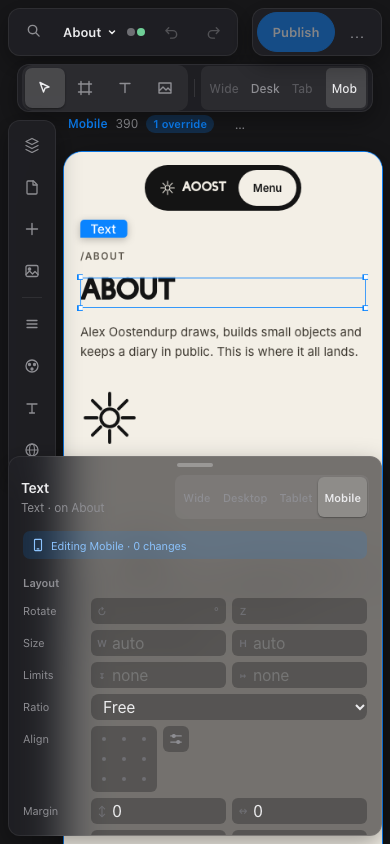 About
Publish
...
Wide Desk Tab Mob
Mobile 390 1 override ...
AOOST Menu
Text
/ABOUT
ABOUT
Alex Oostendurp draws, builds small objects and
keeps a diary in public. This is where it all lands.
Text
Text · on About
Wide Desktop Tablet Mobile
Editing Mobile · 0 changes
Layout
Rotate ° Z
Size W auto H auto
Limits none none
Ratio Free
Align
Margin 0 0